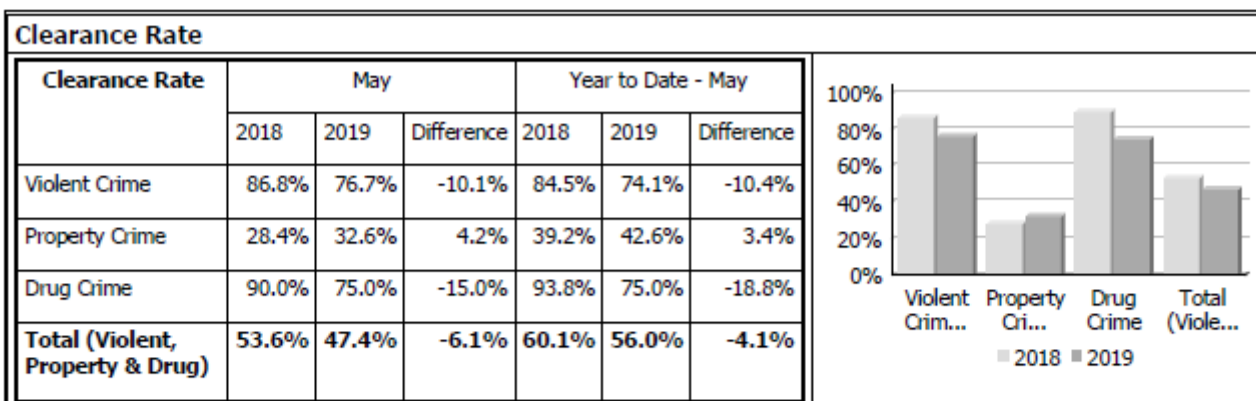 Clearance Rate
Clearance Rate May Year to Date - May
2018 2019 Difference 2018 2019 Difference
Violent Crime 86.8% 76.7% -10.1% 84.5% 74.1% -10.4%
Property Crime 28.4% 32.6% 4.2% 39.2% 42.6% 3.4%
Drug Crime 90.0% 75.0% -15.0% 93.8% 75.0% -18.8%
Total (Violent, 53.6% 47.4% -6.1% 60.1% 56.0% -4.1%
Property & Drug)
100%
80%
60%
40%
20%
0%
Violent Property Drug Total
Crim... Cri... Crime (Viole...
2018 2019